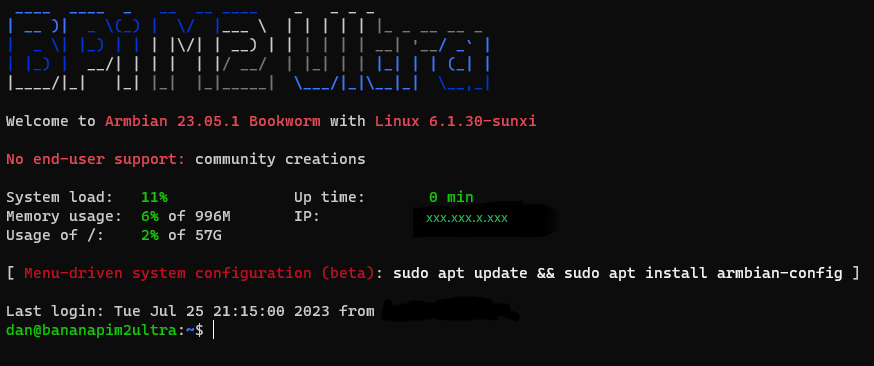 BPI M2 Ultra
Welcome to Armbian 23.05.1 Bookworm with Linux 6.1.30-sunxi
No end-user support: community creations
System load: 11% Up time: 0 min
Memory usage: 6% of 996M IP: xxx.xxx.x.xxx
Usage of /: 2% of 57G
[ Menu-driven system configuration (beta): sudo apt update && sudo apt install armbian-config ]
Last login: Tue Jul 25 21:15:00 2023 from
dan@bananapim2ultra:~$